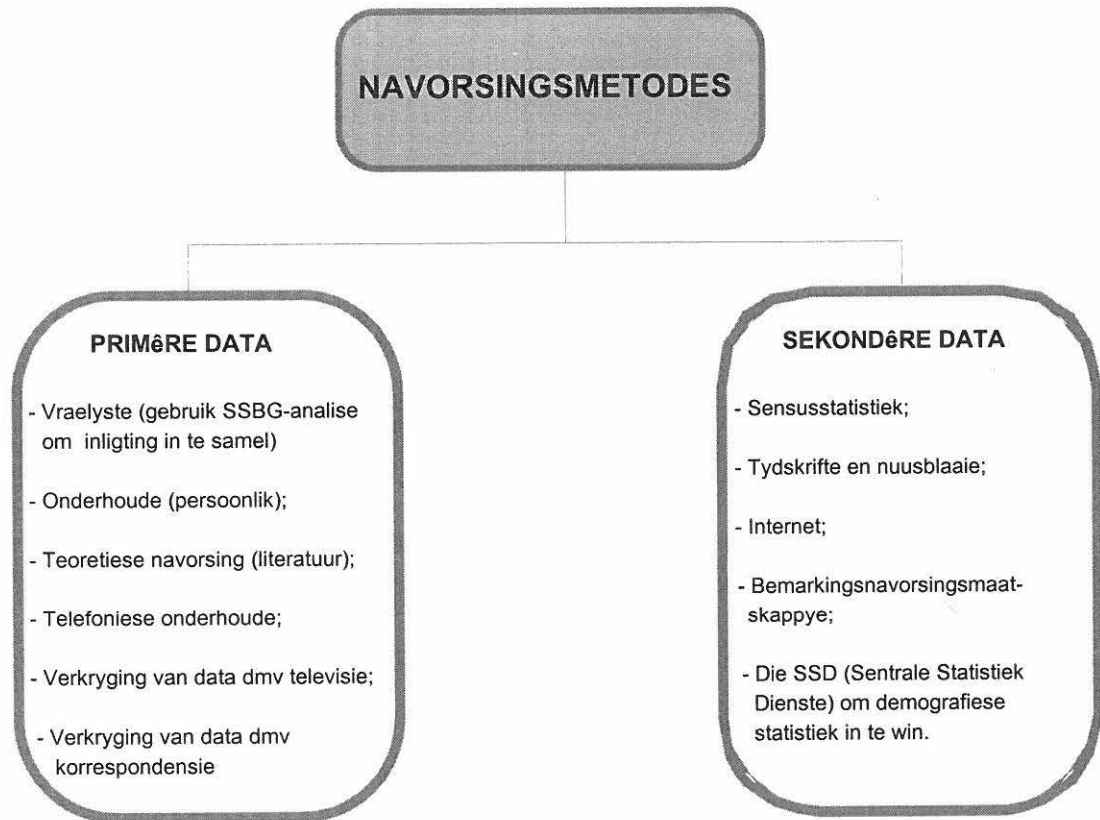 NAVORSINGSMETODES
PRIMêRE DATA
- Vraelyste (gebruik SSBG-analise
om inligting in te samel)
- Onderhoude (persoonlik);
- Teoretiese navorsing (literatuur);
- Telefoniese onderhoude;
- Verkryging van data dmv televisie;
- Verkryging van data dmv
korrespondensie
SEKONDêRE DATA
- Sensusstatistiek;
- Tydskrifte en nuusblaaie;
- Internet;
- Bemarkingsnavorsingsmaat-
skappye;
- Die SSD (Sentrale Statistiek
Dienste) om demografiese
statistiek in te win.